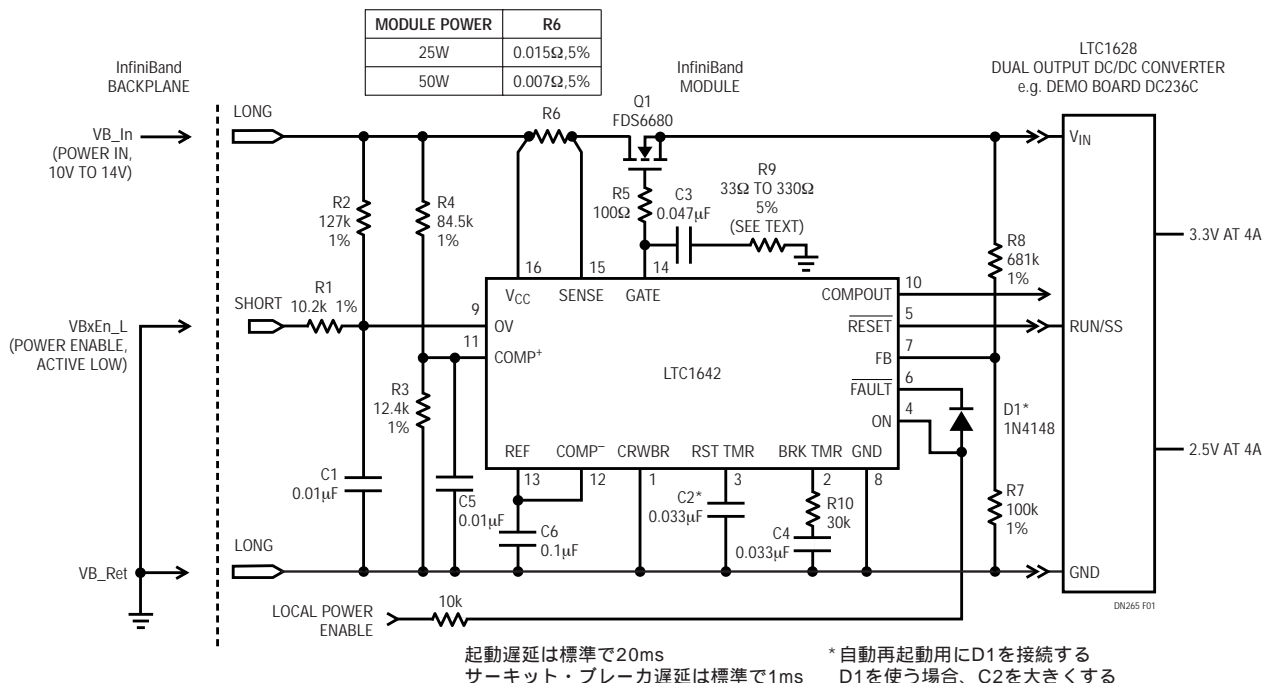 MODULE POWER R6
25W 0.015Ω,5%
50W 0.007Ω,5%
InfiniBand
BACKPLANE
InfiniBand
MODULE
LTC1628
DUAL OUTPUT DC/DC CONVERTER
e.g. DEMO BOARD DC236C
VB_In
(POWER IN,
10V TO 14V)
LONG
R6
Q1
FDS6680
VIN
R2
127k
1%
R4
84.5k
1%
R5
100Ω
C3
0.047µF
R9
33Ω TO 330Ω
5%
(SEE TEXT)
R8
681k
1%
3.3V AT 4A
16 15 14
VCC SENSE GATE
COMPOUT 10
RESET 5
RUN/SS
FB 7
FAULT 6
ON 4
VBxEn_L
(POWER ENABLE,
ACTIVE LOW)
SHORT
R1
10.2k 1%
9 OV
11 COMP+
LTC1642
R3
12.4k
1%
D1*
1N4148
2.5V AT 4A
REF COMP– CRWBR RST TMR BRK TMR GND
13 12 1 3 2 8
C1
0.01µF
C5
0.01µF
C6
0.1µF
C2*
0.033µF
R10
30k
C4
0.033µF
R7
100k
1%
VB_Ret
LONG
GND
LOCAL POWER
ENABLE
10k
DN265 F01
起動遅延は標準で20ms
サーキット・ブレーカ遅延は標準で1ms
*自動再起動用にD1を接続する
D1を使う場合、C2を大きくする